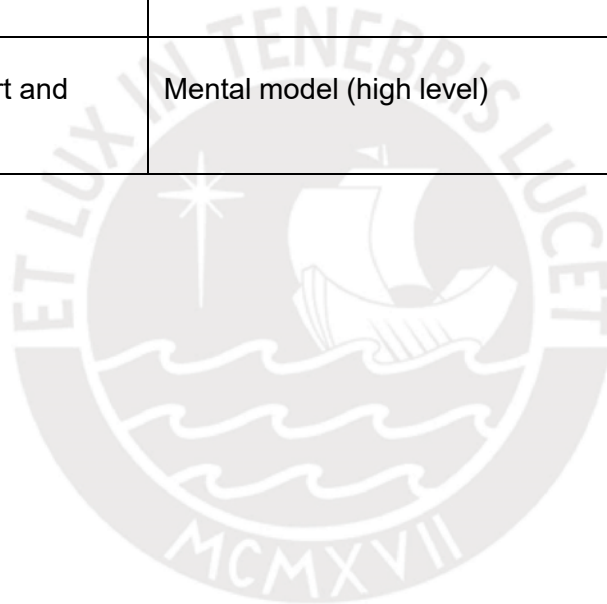 rt and
Mental model (high level)
ET LUX IN TENEBRIS LUCET
MCMXVII